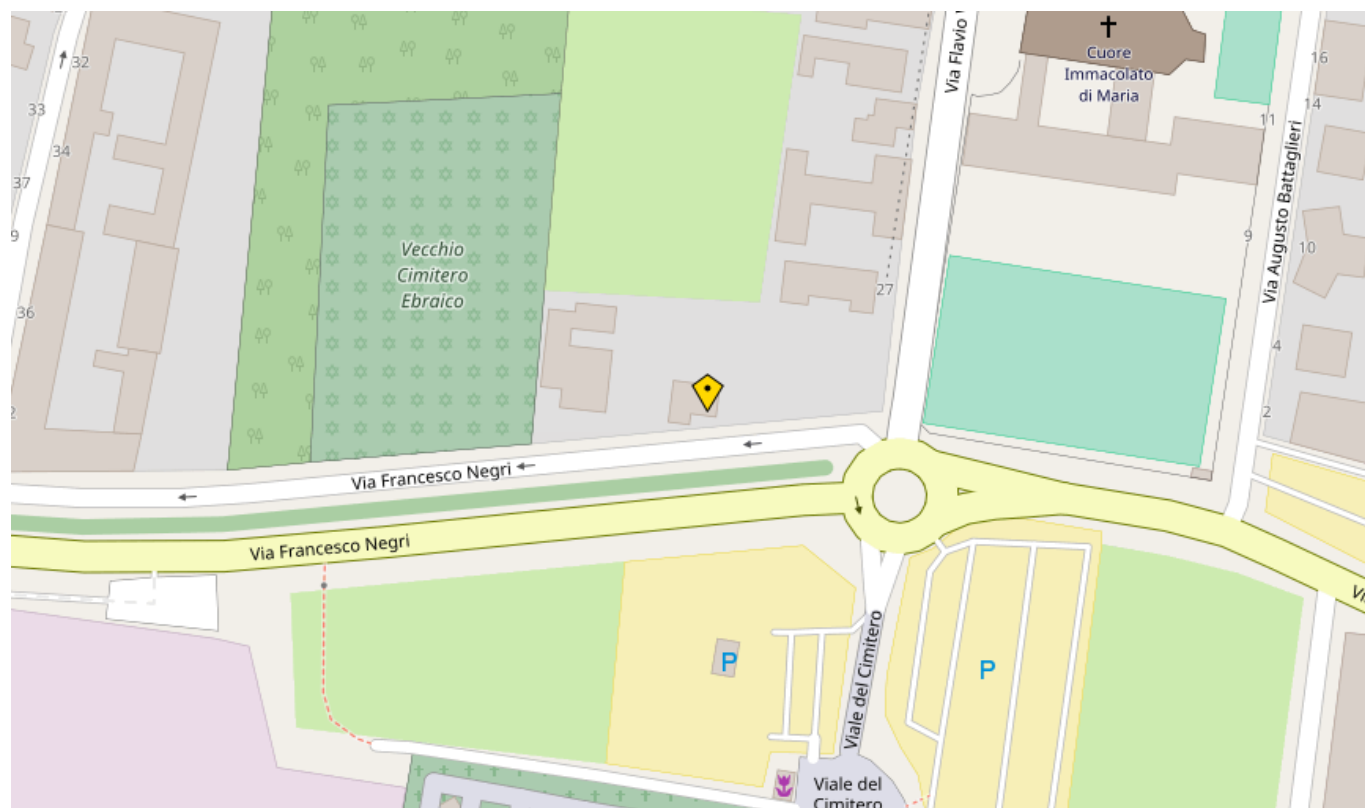 32
33
34
37
9
36
2
Vecchio
Cimitero
Ebraico
27
Via Flavio
Cuore
Immacolato
di Maria
16
14
11
9
10
4
2
Via Augusto Battaglieri
Via Francesco Negri
Via Francesco Negri
P
P
Viale del Cimitero
Viale del
Cimitero